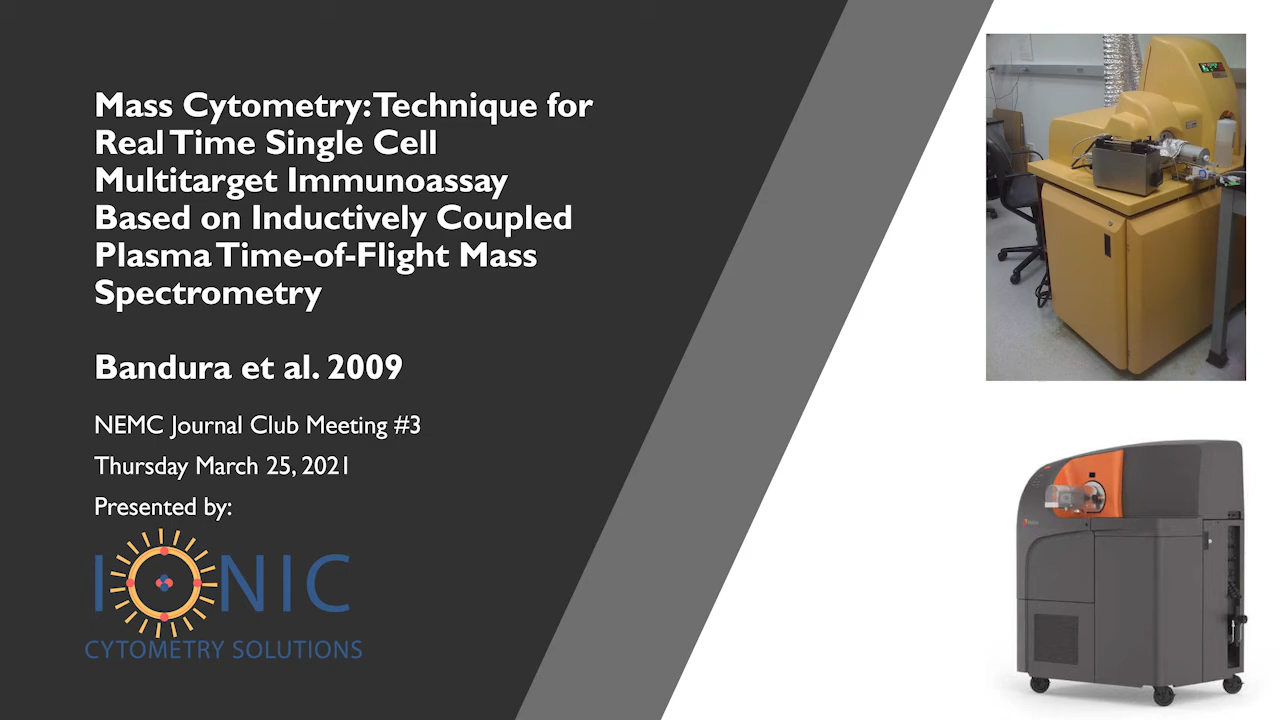 Mass Cytometry: Technique for
Real Time Single Cell
Multitarget Immunoassay
Based on Inductively Coupled
Plasma Time-of-Flight Mass
Spectrometry
Bandura et al. 2009
NEMC Journal Club Meeting #3
Thursday March 25, 2021
Presented by:
IONIC
CYTOMETRY SOLUTIONS